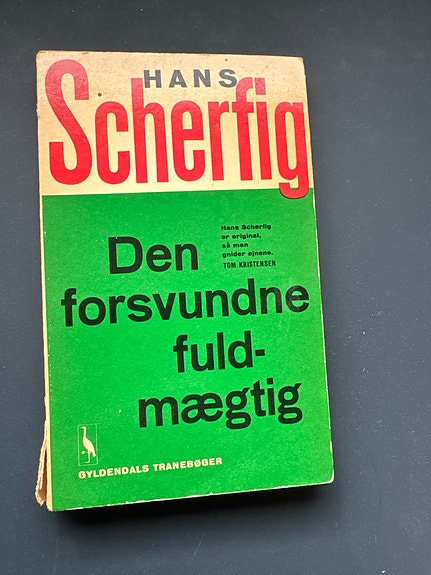 HANS
Scherfig
Hans Scherfig
er original,
så man
gnider øjnene.
TOM KRISTENSEN
Den
forsvundne
fuld-
mægtig
GYLDENDALS TRANEBØGER